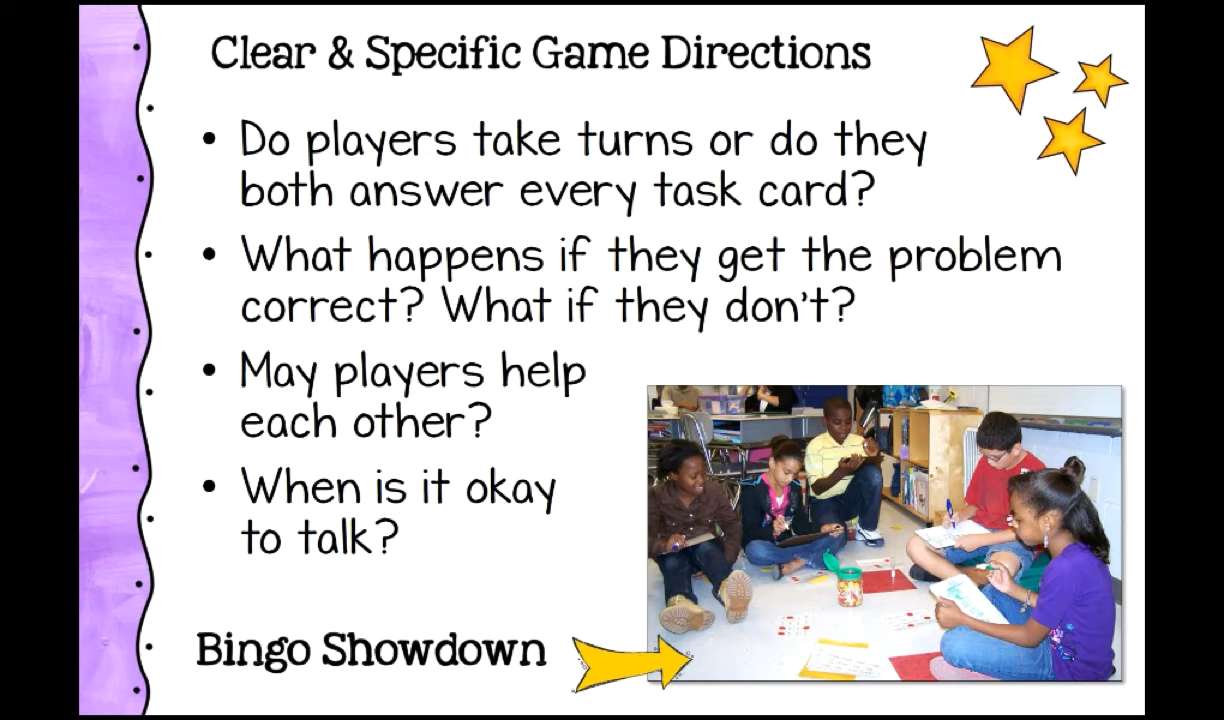 Clear & Specific Game Directions
• Do players take turns or do they
both answer every task card?
• What happens if they get the problem
correct? What if they don't?
• May players help
each other?
• When is it okay
to talk?
Bingo Showdown